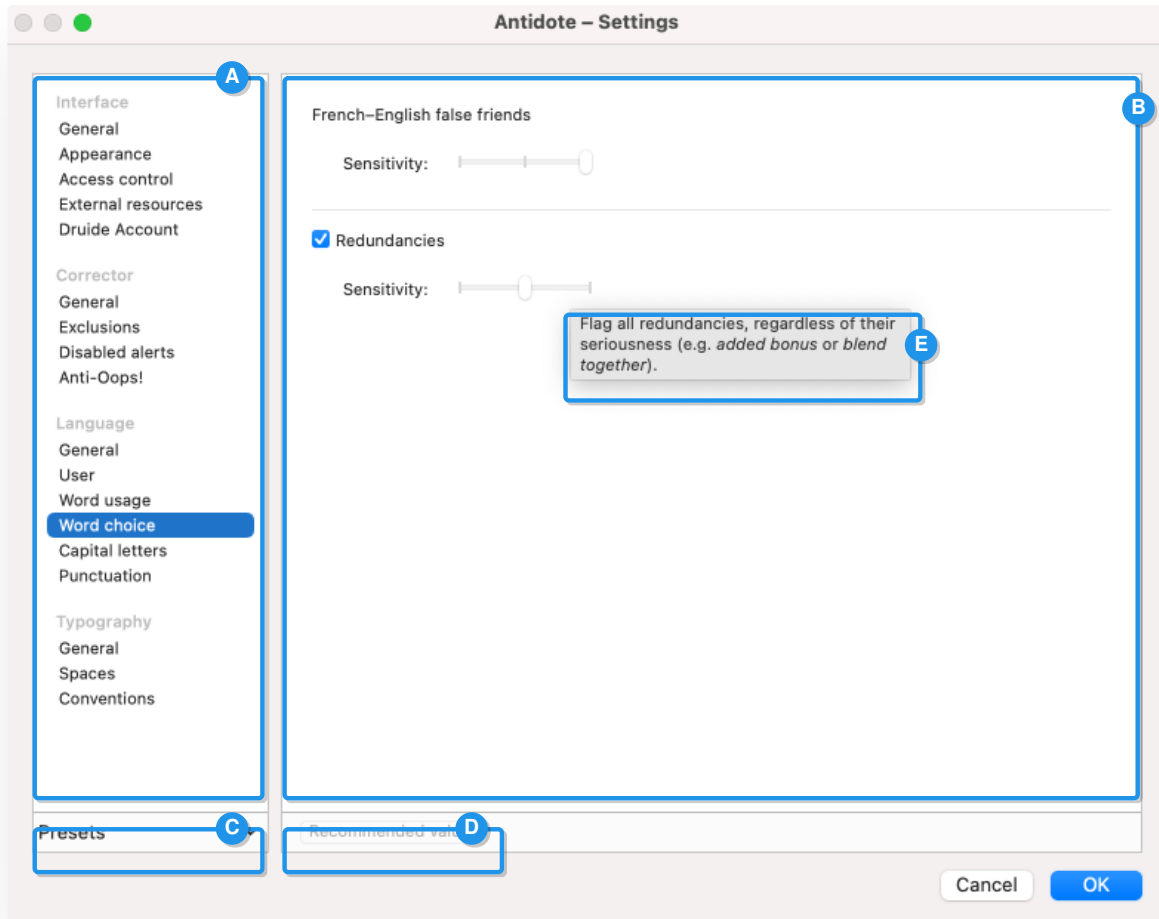 Antidote – Settings
A
B
Interface
General
Appearance
Access control
External resources
Druide Account
Corrector
General
Exclusions
Disabled alerts
Anti-Oops!
Language
General
User
Word usage
Word choice
Capital letters
Punctuation
Typography
General
Spaces
Conventions
French–English false friends
Sensitivity:
Redundancies
Sensitivity:
Flag all redundancies, regardless of their
seriousness (e.g. added bonus or blend
together).
E
Presets
C
Recommended
D
Cancel
OK